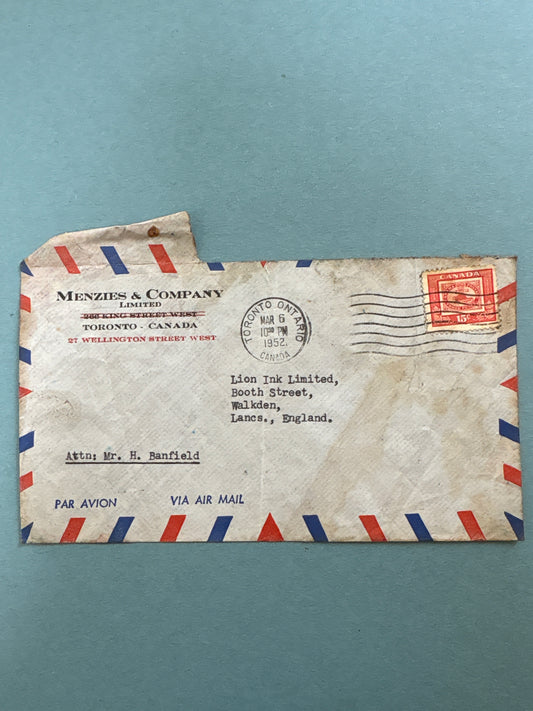 MENZIES & COMPANY
LIMITED
266 KING STREET WEST
TORONTO - CANADA
27 WELLINGTON STREET WEST
TORONTO ONTARIO
MAR 6
10 PM
1952
CANADA
CANADA
15¢
Lion Ink Limited,
Booth Street,
Walkden,
Lancs., England.
Attn: Mr. H. Banfield
PAR AVION
VIA AIR MAIL